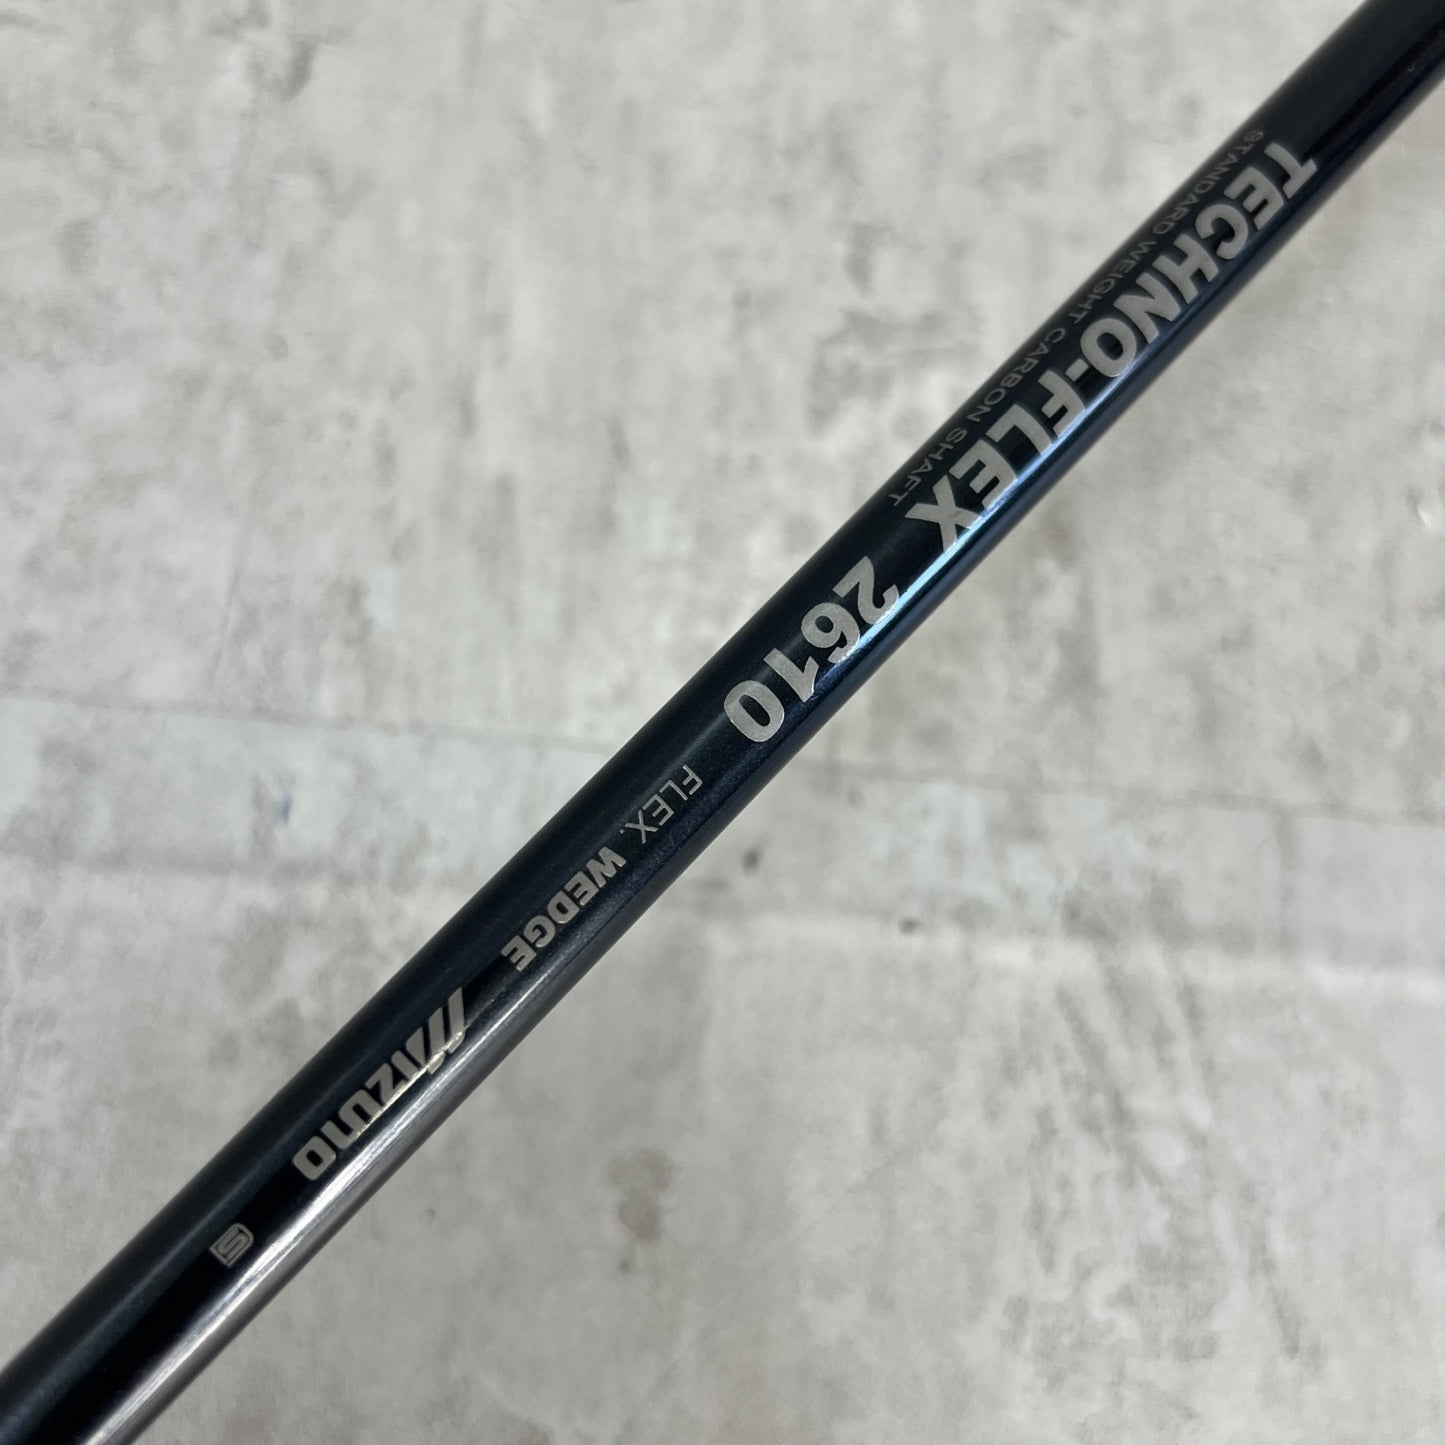 TECHNO-FLEX 2610
STANDARD WEIGHT CARBON SHAFT
FLEX. WEDGE
MIZUNO